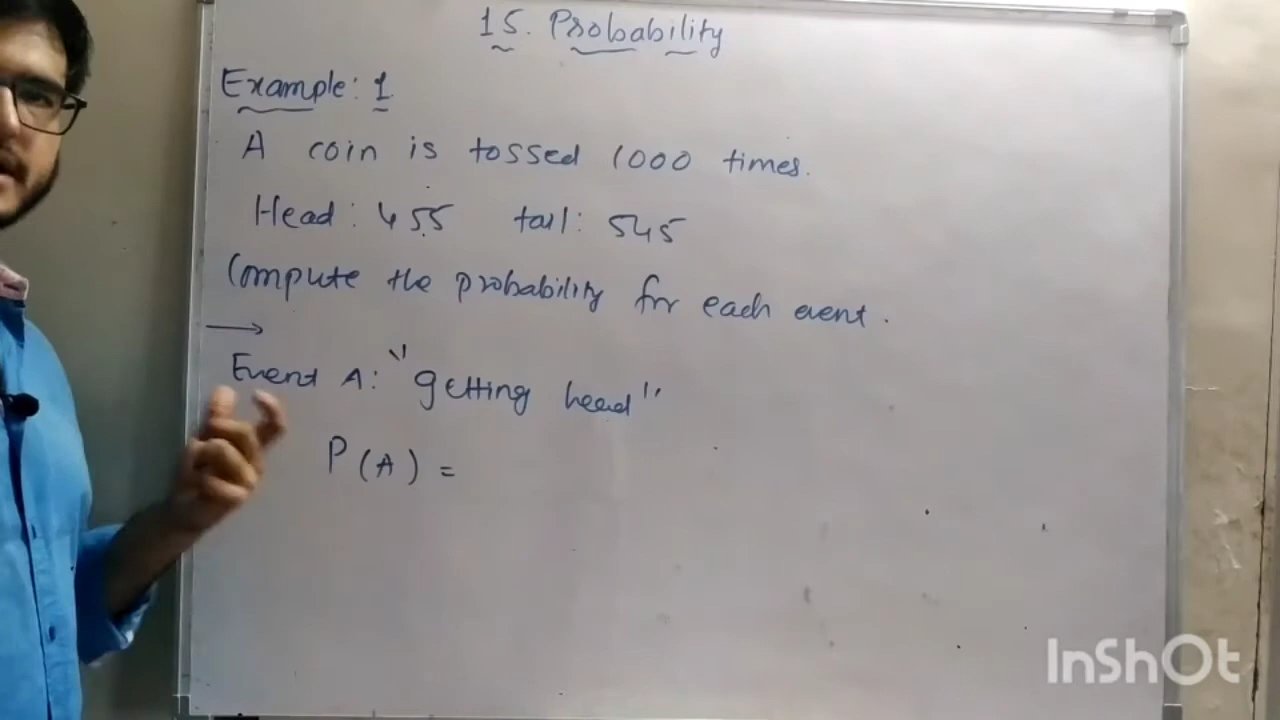 15. Probability
Example: 1
A coin is tossed 1000 times.
Head: 455 tail: 545
Compute the probability for each event.
→
Event A: "getting head"
P(A) =
InShOt